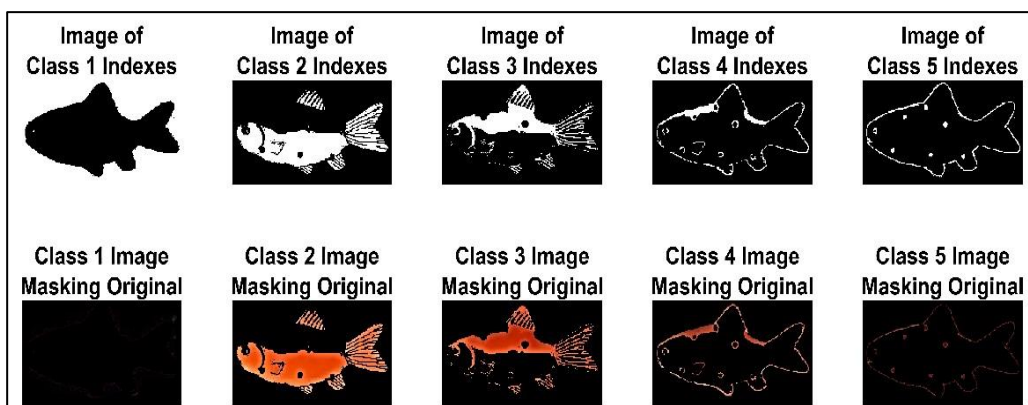 Image of
Class 1 Indexes
Image of
Class 2 Indexes
Image of
Class 3 Indexes
Image of
Class 4 Indexes
Image of
Class 5 Indexes
Class 1 Image
Masking Original
Class 2 Image
Masking Original
Class 3 Image
Masking Original
Class 4 Image
Masking Original
Class 5 Image
Masking Original